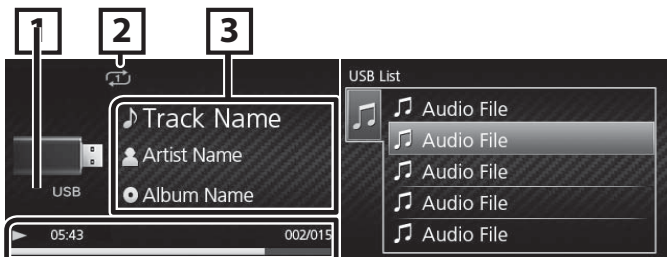 1 2 3
1
Track Name
Artist Name
USB
Album Name
05:43 002/015
USB List
Audio File
Audio File
Audio File
Audio File
Audio File